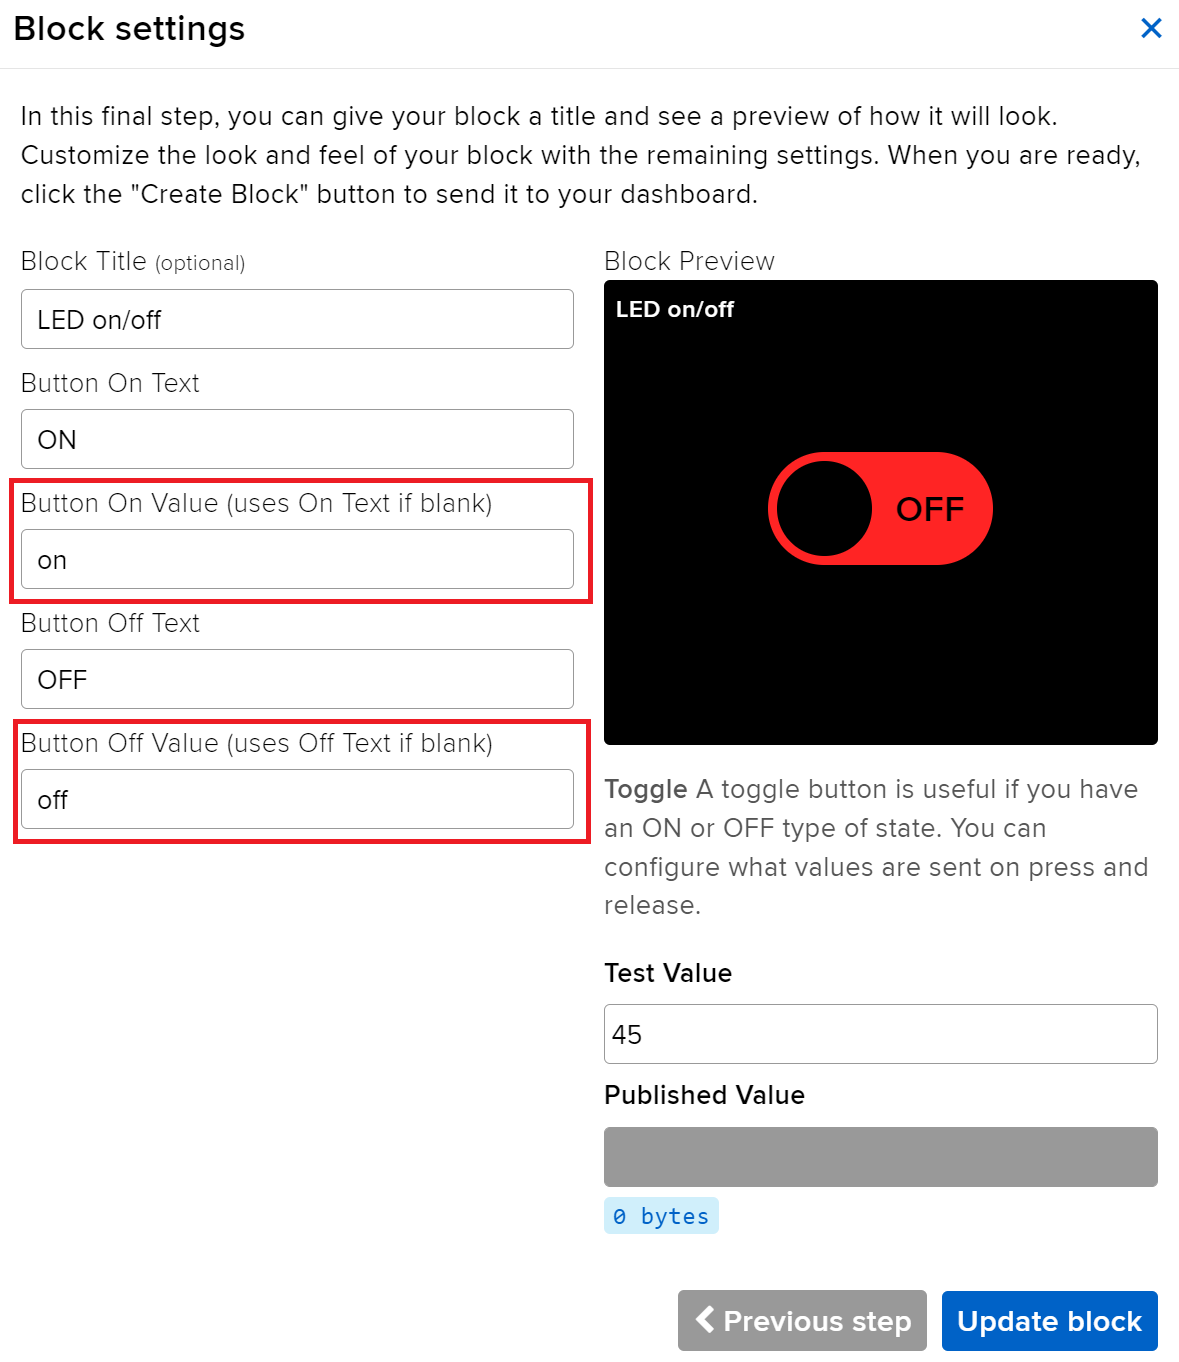 Block settings
In this final step, you can give your block a title and see a preview of how it will look.
Customize the look and feel of your block with the remaining settings. When you are ready,
click the "Create Block" button to send it to your dashboard.
Block Title (optional)
LED on/off
Button On Text
ON
Button On Value (uses On Text if blank)
on
Button Off Text
OFF
Button Off Value (uses Off Text if blank)
off
Block Preview
LED on/off
OFF
Toggle A toggle button is useful if you have
an ON or OFF type of state. You can
configure what values are sent on press and
release.
Test Value
45
Published Value
0 bytes
Previous step
Update block